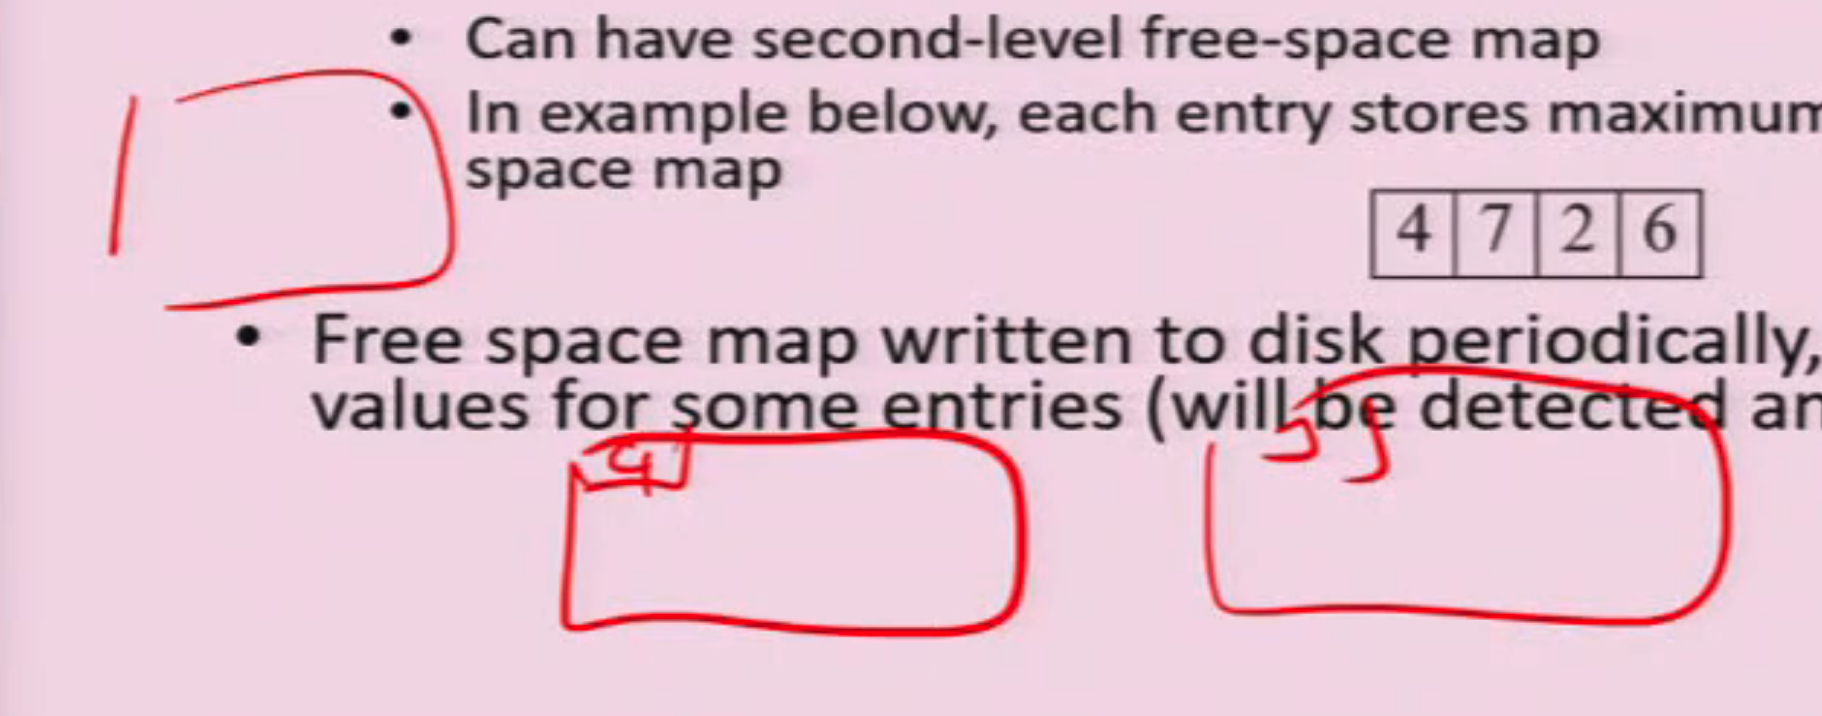 • Can have second-level free-space map
• In example below, each entry stores maximum
space map
4 7 2 6
• Free space map written to disk periodically,
values for some entries (will be detected an
4